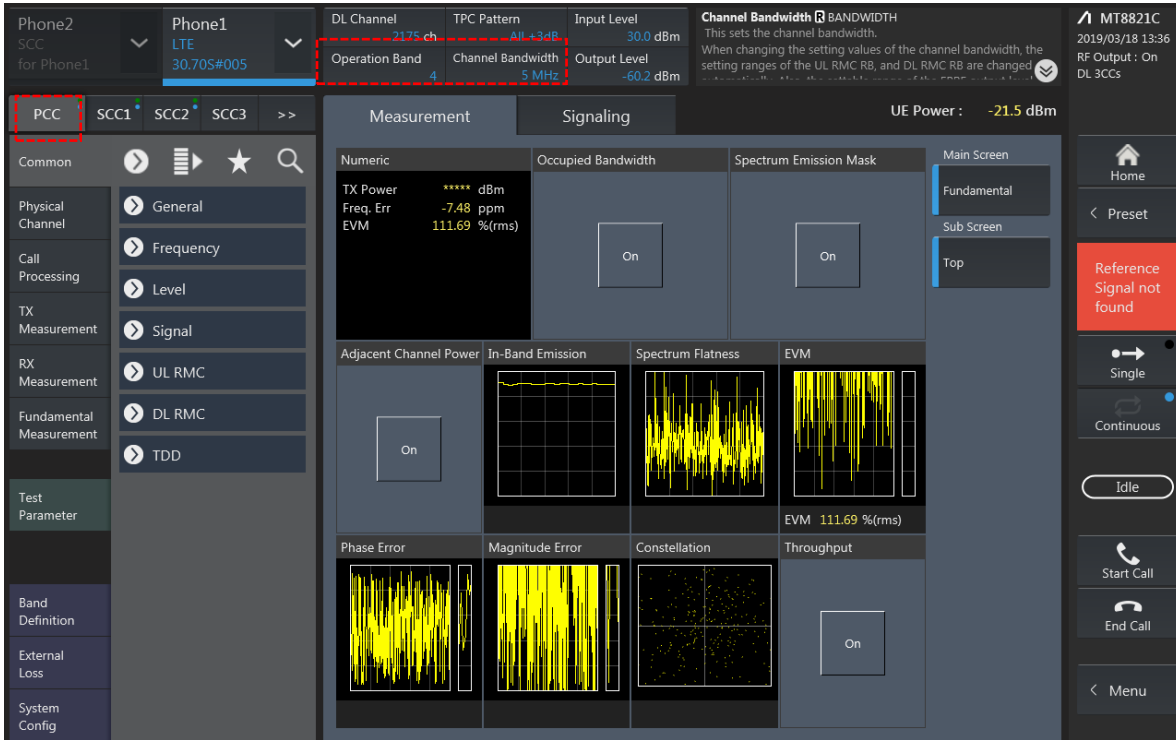 Phone2
SCC
for Phone1
Phone1
LTE
30.70S#005
DL Channel
2175 ch
TPC Pattern
All +3dB
Input Level
30.0 dBm
Operation Band
4
Channel Bandwidth
5 MHz
Output Level
-60.2 dBm
Channel Bandwidth R BANDWIDTH
This sets the channel bandwidth.
When changing the setting values of the channel bandwidth, the
setting ranges of the UL RMC RB, and DL RMC RB are changed
MT8821C
2019/03/18 13:36
RF Output : On
DL 3CCs
PCC
SCC1
SCC2
SCC3
>>
Measurement
Signaling
UE Power : -21.5 dBm
Common
Physical
Channel
Call
Processing
TX
Measurement
RX
Measurement
Fundamental
Measurement
Test
Parameter
Band
Definition
External
Loss
System
Config
General
Frequency
Level
Signal
UL RMC
DL RMC
TDD
Numeric
TX Power ***** dBm
Freq. Err -7.48 ppm
EVM 111.69 %(rms)
Occupied Bandwidth
On
Spectrum Emission Mask
On
Main Screen
Fundamental
Sub Screen
Top
Adjacent Channel Power
On
In-Band Emission
Spectrum Flatness
EVM
EVM 111.69 %(rms)
Phase Error
Magnitude Error
Constellation
Throughput
On
Home
< Preset
Reference
Signal not
found
Single
Continuous
Idle
Start Call
End Call
< Menu